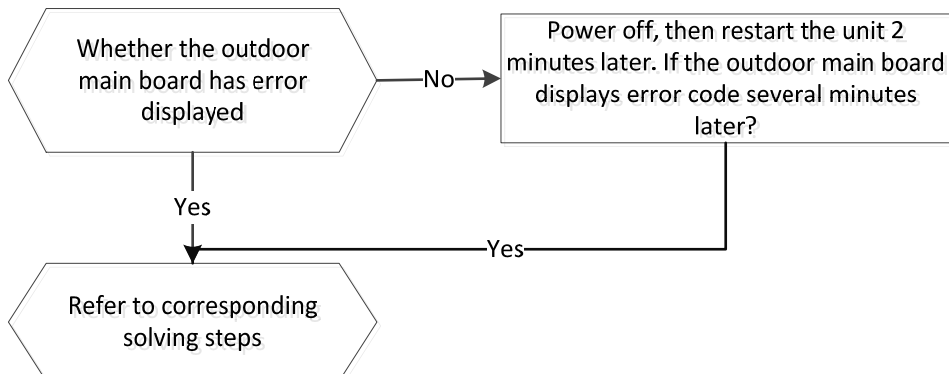 Whether the outdoor
main board has error
displayed
No
Power off, then restart the unit 2
minutes later. If the outdoor main board
displays error code several minutes
later?
Yes
Yes
Refer to corresponding
solving steps